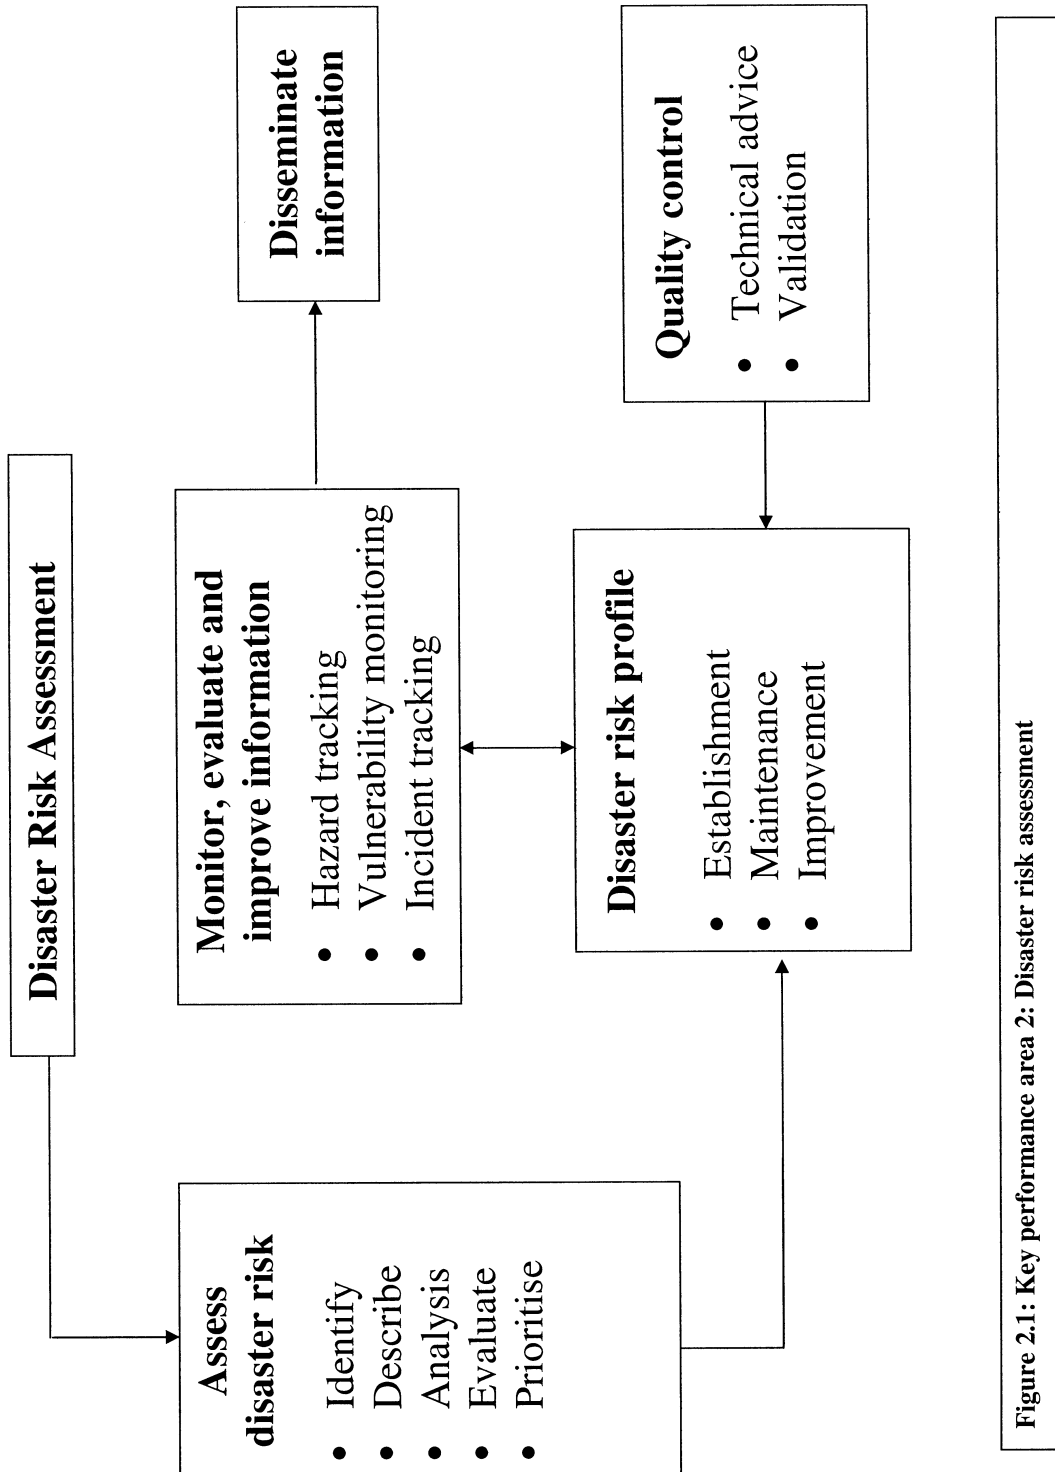 Disaster Risk Assessment
Assess
disaster risk
• Identify
• Describe
• Analysis
• Evaluate
• Prioritise
Monitor, evaluate and
improve information
• Hazard tracking
• Vulnerability monitoring
• Incident tracking
Disseminate
information
Disaster risk profile
• Establishment
• Maintenance
• Improvement
Quality control
• Technical advice
• Validation
Figure 2.1: Key performance area 2: Disaster risk assessment